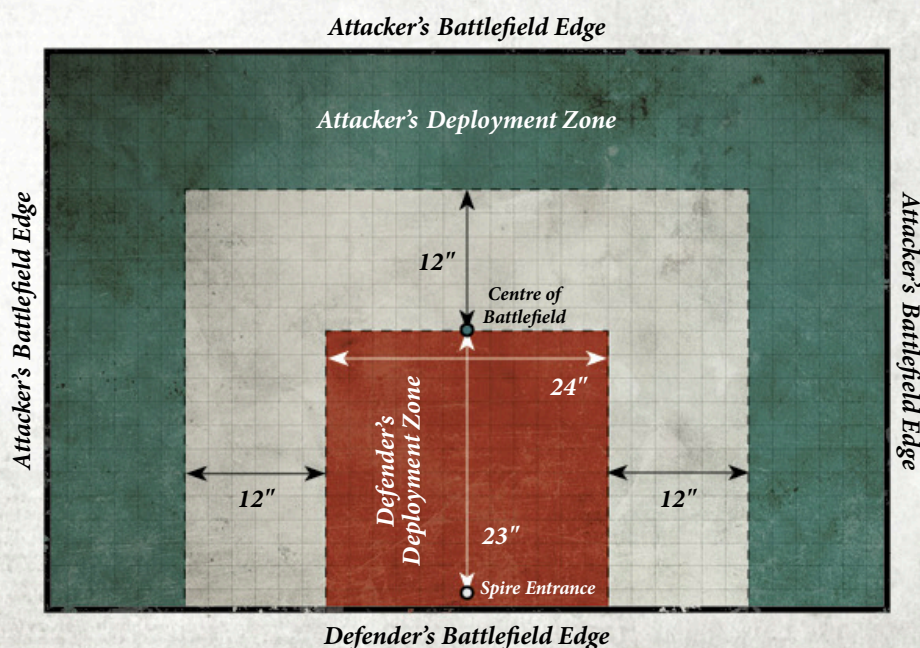 Attacker's Battlefield Edge
Attacker's Deployment Zone
Attacker's Battlefield Edge
Attacker's Battlefield Edge
12"
Centre of
Battlefield
24"
Defender's
Deployment Zone
12"
12"
23"
Spire Entrance
Defender's Battlefield Edge